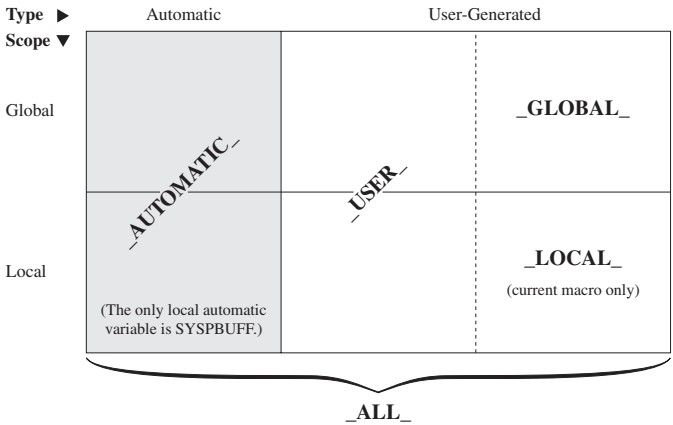 Type ▶ Automatic User-Generated
Scope ▼
Global
_GLOBAL_
_AUTOMATIC_
_USER_
_LOCAL_
Local
(current macro only)
(The only local automatic
variable is SYSPBUFF.)
_ALL_